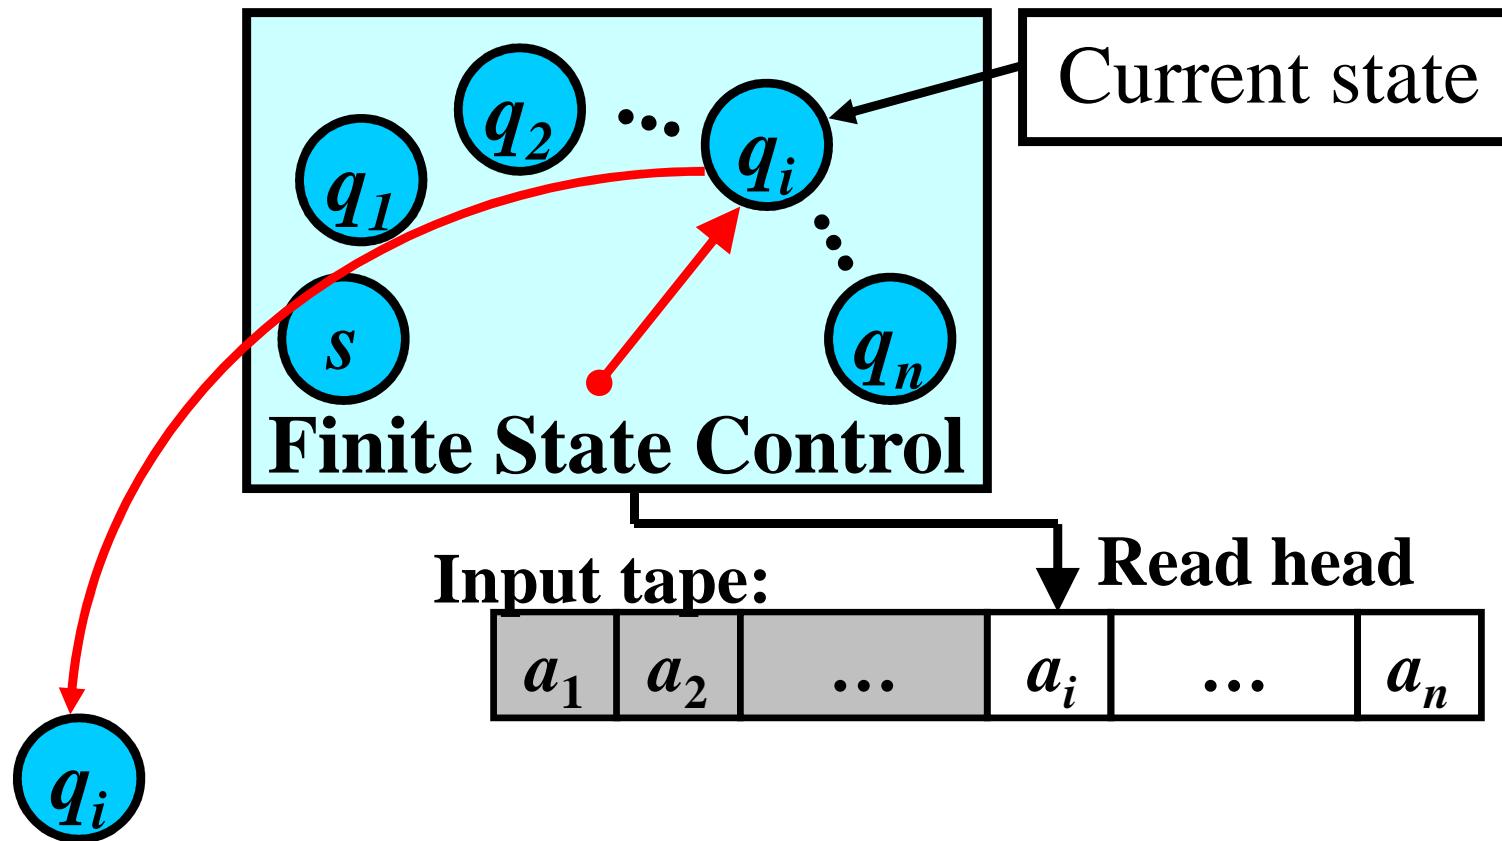 Current state
q₂ ... qᵢ
q₁
s qₙ
Finite State Control
Read head
Input tape:
a₁ a₂ ... aᵢ ... aₙ
qᵢ